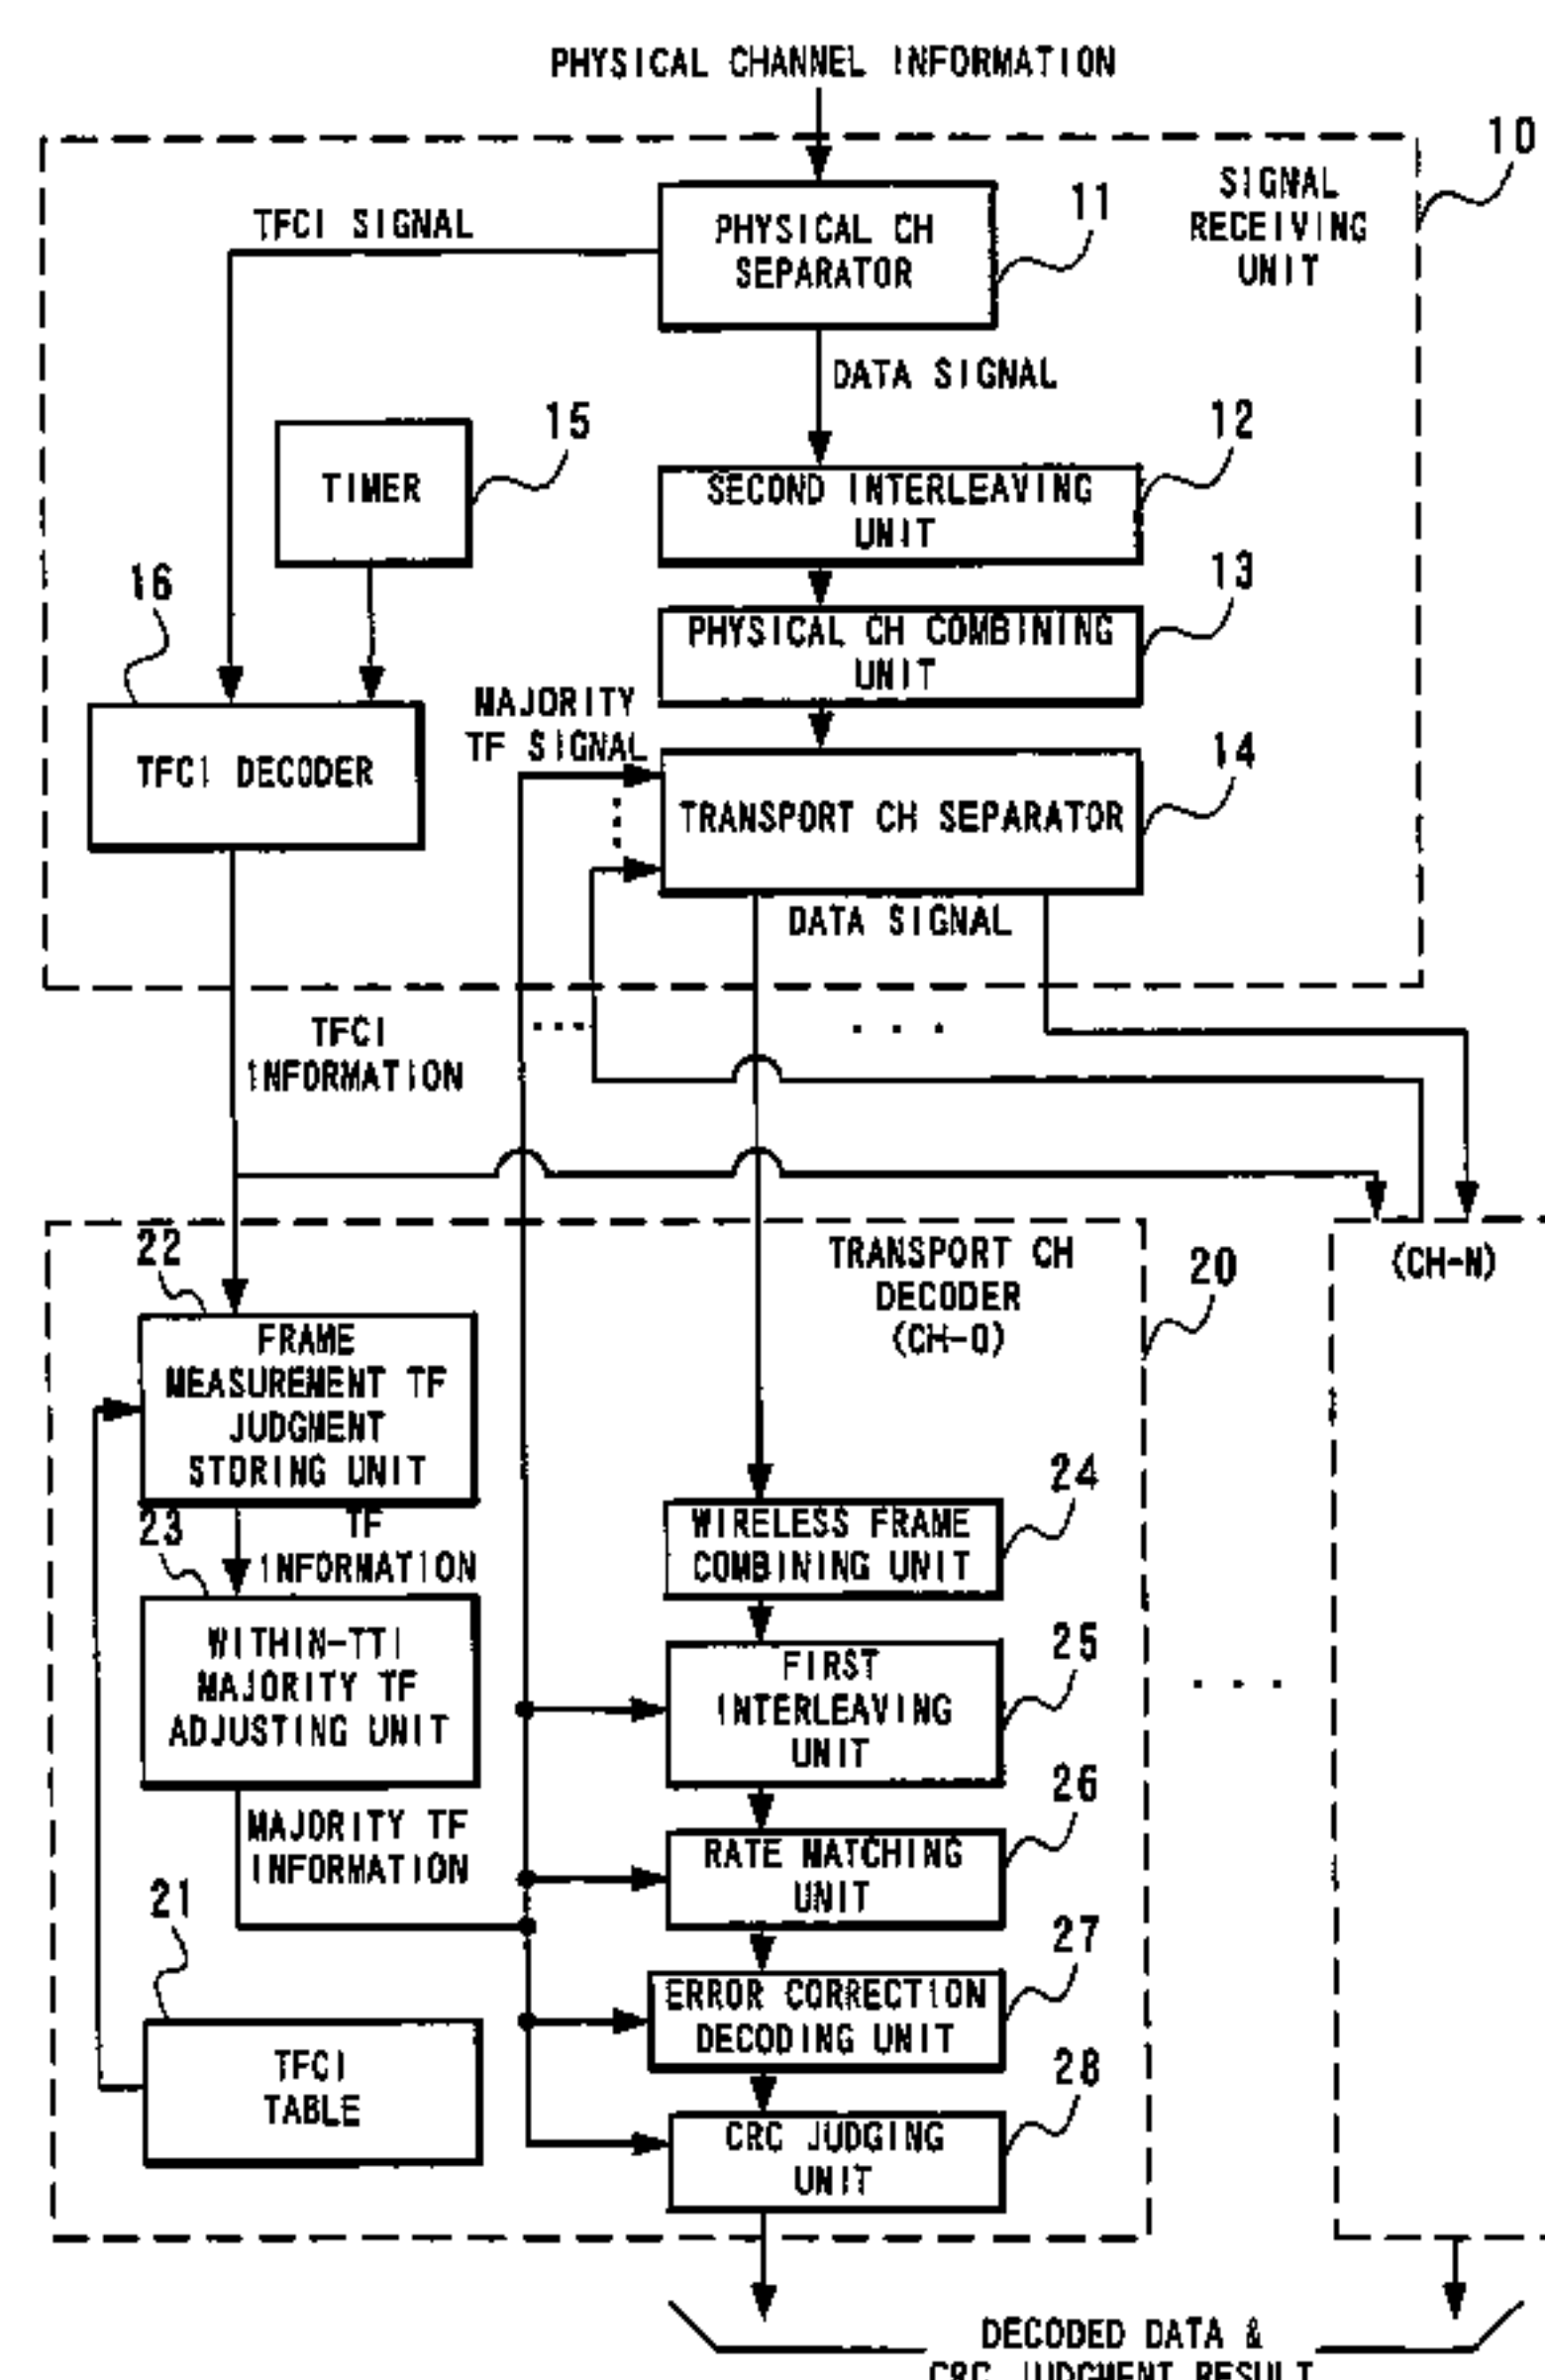 PHYSICAL CHANNEL INFORMATION
10
SIGNAL
RECEIVING
UNIT
11
TFCI SIGNAL
PHYSICAL CH
SEPARATOR
DATA SIGNAL
15
12
TIMER
SECOND INTERLEAVING
UNIT
16
13
PHYSICAL CH COMBINING
UNIT
MAJORITY
TF SIGNAL
14
TFCI DECODER
TRANSPORT CH SEPARATOR
DATA SIGNAL
TFCI
INFORMATION
22
TRANSPORT CH
DECODER
(CH-0)
20
(CH-N)
FRAME
MEASUREMENT TF
JUDGMENT
STORING UNIT
24
23
TF
INFORMATION
WIRELESS FRAME
COMBINING UNIT
25
WITHIN-TTI
MAJORITY TF
ADJUSTING UNIT
FIRST
INTERLEAVING
UNIT
26
MAJORITY TF
INFORMATION
RATE MATCHING
UNIT
21
27
ERROR CORRECTION
DECODING UNIT
TFCI
TABLE
28
CRC JUDGING
UNIT
DECODED DATA &
CRC JUDGMENT RESULT